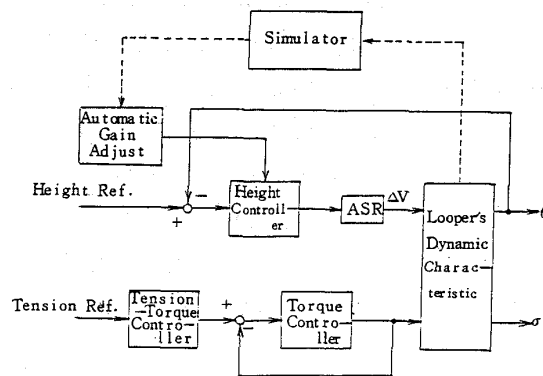 Simulator
Automatic
Gain
Adjust
Height Ref.
−
+
Height
Controll
er
ASR
ΔV
Looper's
Dynamic
Charac−
teristic
Tension Ref.
Tension
−Torque
Contro−
ller
+
−
Torque
Contro−
ller
σ